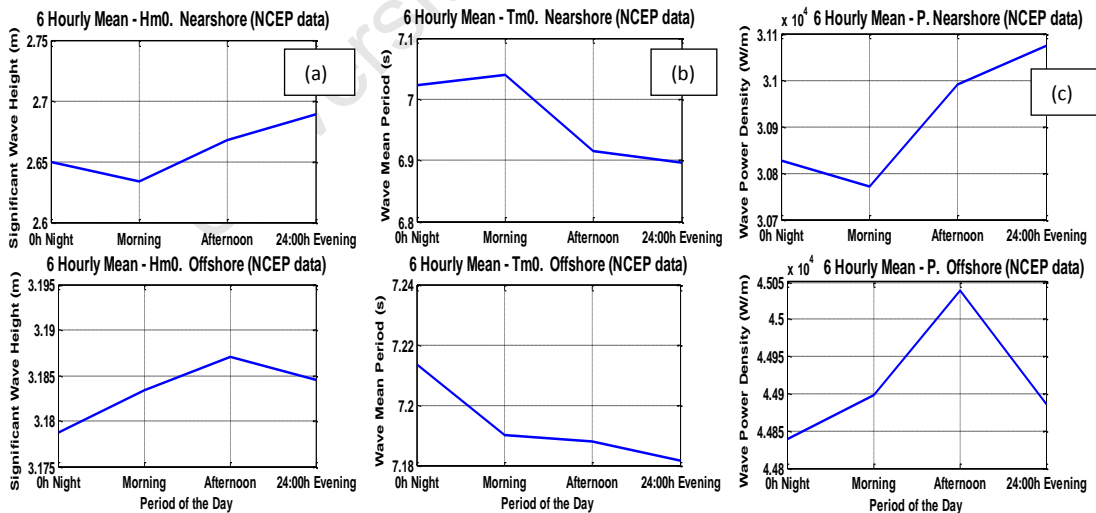 6 Hourly Mean - Hm0. Nearshore (NCEP data)
Significant Wave Height (m)
2.75
2.7
2.65
2.6
(a)
0h Night Morning Afternoon 24:00h Evening
6 Hourly Mean - Tm0. Nearshore (NCEP data)
Wave Mean Period (s)
7.1
7
6.9
6.8
(b)
0h Night Morning Afternoon 24:00h Evening
x 10^4 6 Hourly Mean - P. Nearshore (NCEP data)
Wave Power Density (W/m)
3.11
3.1
3.09
3.08
3.07
(c)
0h Night Morning Afternoon 24:00h Evening
6 Hourly Mean - Hm0. Offshore (NCEP data)
Significant Wave Height (m)
3.195
3.19
3.185
3.18
3.175
0h Night Morning Afternoon 24:00h Evening
Period of the Day
6 Hourly Mean - Tm0. Offshore (NCEP data)
Wave Mean Period (s)
7.24
7.22
7.2
7.18
0h Night Morning Afternoon 24:00h Evening
Period of the Day
x 10^4 6 Hourly Mean - P. Offshore (NCEP data)
Wave Power Density (W/m)
4.505
4.5
4.495
4.49
4.485
4.48
0h Night Morning Afternoon 24:00h Evening
Period of the Day